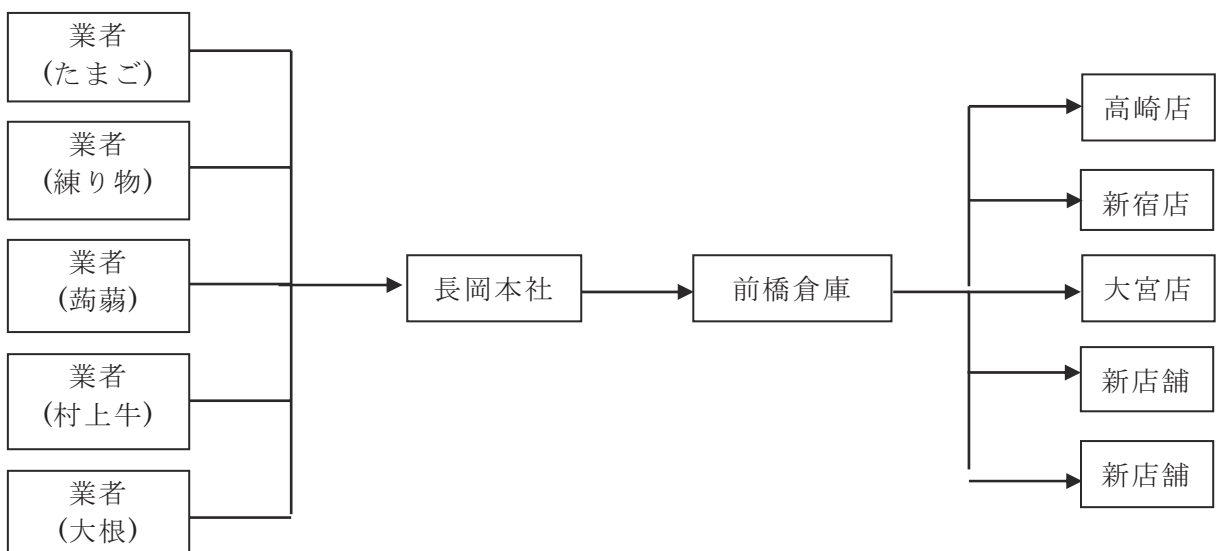 業者
(たまご)
業者
(練り物)
業者
(蒟蒻)
業者
(村上牛)
業者
(大根)
長岡本社
前橋倉庫
高崎店
新宿店
大宮店
新店舗
新店舗